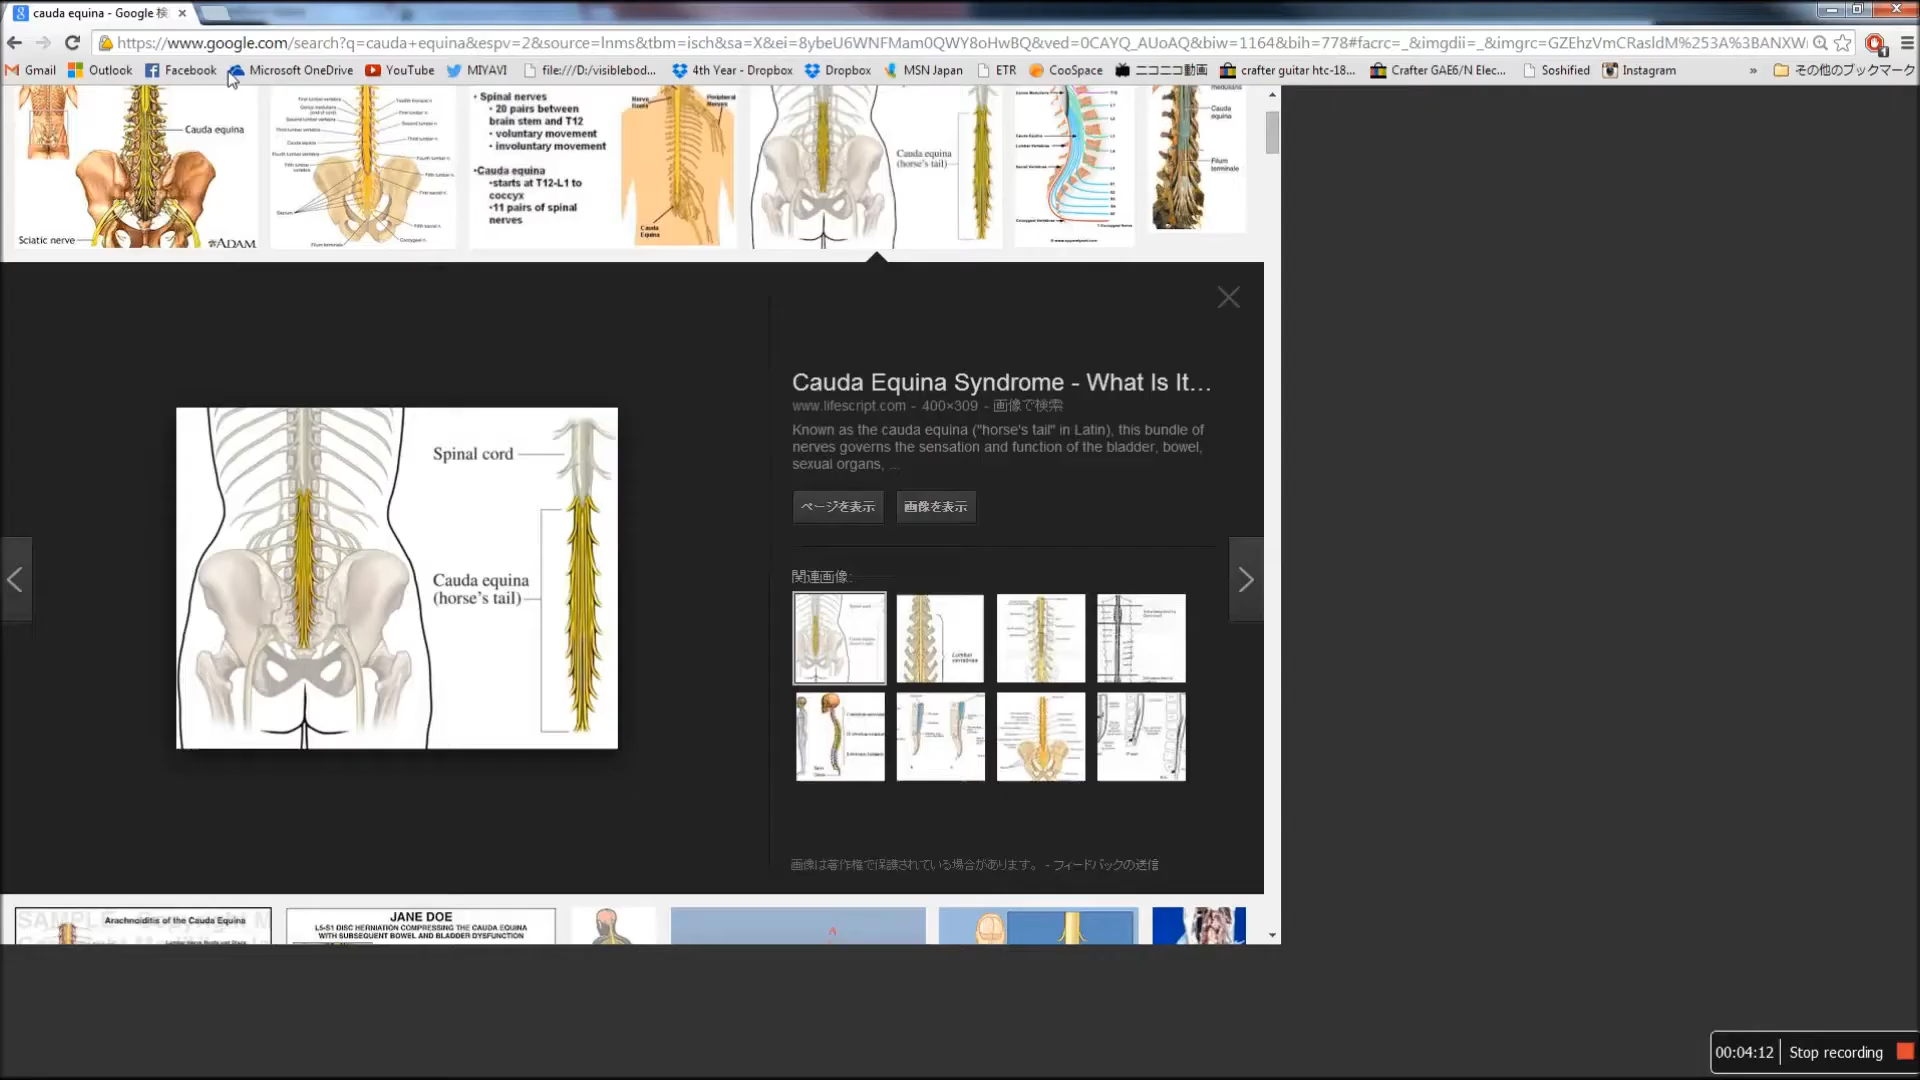 cauda equina - Google 検
https://www.google.com/search?q=cauda+equina&espv=2&source=lnms&tbm=isch&sa=X&ei=8ybeU6WNFMam0QWY8oHwBQ&ved=0CAYQ_AUoAQ&biw=1164&bih=778#facrc=_&imgdii=_&imgrc=GZEhzVmCRasldM%253A%3BANXW
Gmail Outlook Facebook Microsoft OneDrive YouTube MIYAVI file:///D:/visiblebod... 4th Year - Dropbox Dropbox MSN Japan ETR CooSpace ニコニコ動画 crafter guitar htc-18... Crafter GAE6/N Elec... Soshified Instagram » その他のブックマーク
Cauda equina
Sciatic nerve
ADAM
• Spinal nerves
• 20 pairs between
brain stem and T12
• voluntary movement
• involuntary movement
•Cauda equina
•starts at T12-L1 to
coccyx
•11 pairs of spinal
nerves
Nerve
Roots
Peripheral
Nerves
Cauda
Equina
Cauda equina
(horse's tail)
Cauda
equina
Filum
terminale
Spinal cord
Cauda equina
(horse's tail)
Cauda Equina Syndrome - What Is It...
www.lifescript.com - 400×309 - 画像で検索
Known as the cauda equina ("horse's tail" in Latin), this bundle of
nerves governs the sensation and function of the bladder, bowel,
sexual organs, ...
ページを表示 画像を表示
関連画像:
Lumbar
vertebrae
画像は著作権で保護されている場合があります。 - フィードバックの送信
Arachnoiditis of the Cauda Equina
JANE DOE
L5-S1 DISC HERNIATION COMPRESSING THE CAUDA EQUINA
WITH SUBSEQUENT BOWEL AND BLADDER DYSFUNCTION
00:04:12 Stop recording